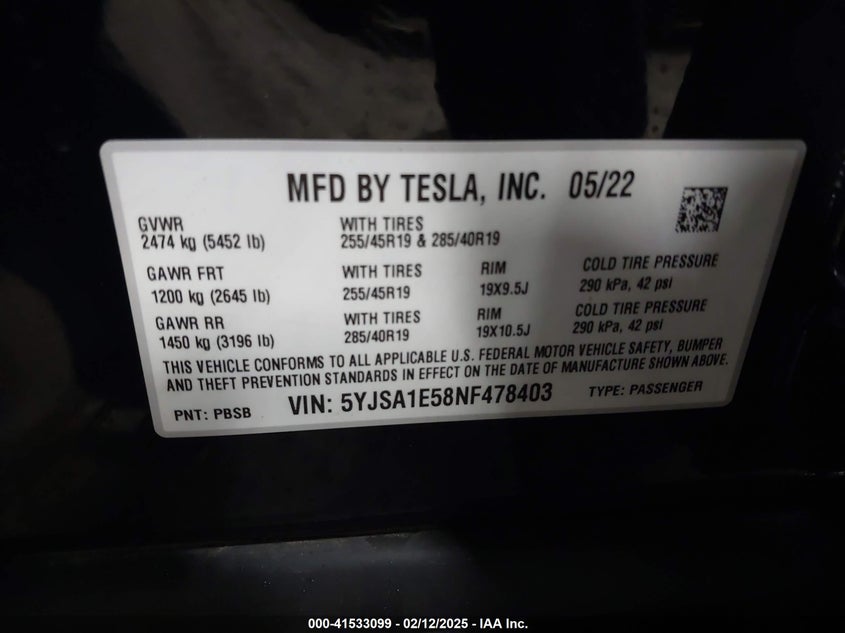 MFD BY TESLA, INC. 05/22
GVWR
2474 kg (5452 lb)
WITH TIRES
255/45R19 & 285/40R19
GAWR FRT
1200 kg (2645 lb)
WITH TIRES
255/45R19
RIM
19X9.5J
COLD TIRE PRESSURE
290 kPa, 42 psi
GAWR RR
1450 kg (3196 lb)
WITH TIRES
285/40R19
RIM
19X10.5J
COLD TIRE PRESSURE
290 kPa, 42 psi
THIS VEHICLE CONFORMS TO ALL APPLICABLE U.S. FEDERAL MOTOR VEHICLE SAFETY, BUMPER
AND THEFT PREVENTION STANDARDS IN EFFECT ON THE DATE OF MANUFACTURE SHOWN ABOVE.
PNT: PBSB
VIN: 5YJSA1E58NF478403
TYPE: PASSENGER
000-41533099 - 02/12/2025 - IAA Inc.